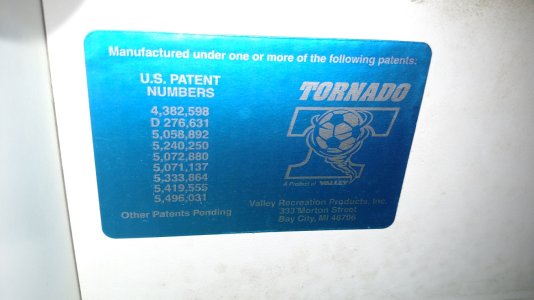 Manufactured under one or more of the following patents:
U.S. PATENT
NUMBERS
4,382,598
D 276,631
5,058,892
5,240,250
5,072,880
5,071,137
5,333,864
5,419,555
5,496,031
Other Patents Pending
TORNADO
T
A Product of VALLEY
Valley Recreation Products, Inc.
333 Morton Street
Bay City, MI 48706